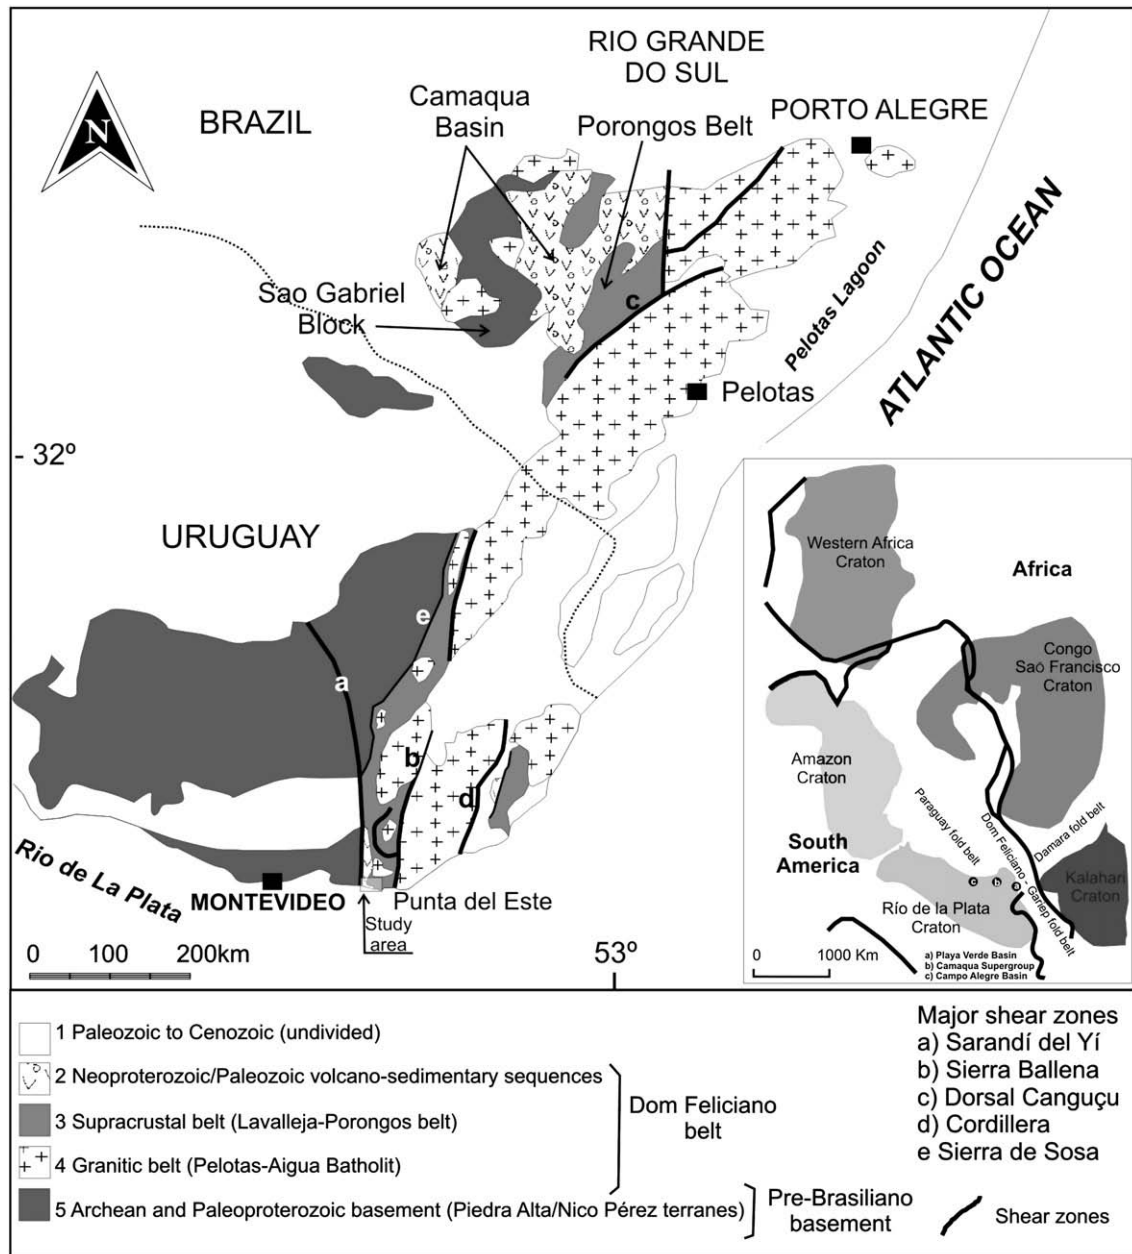 RIO GRANDE
DO SUL
BRAZIL
Camaqua
Basin
Porongos Belt
PORTO ALEGRE
N
Sao Gabriel
Block
c
Pelotas Lagoon
ATLANTIC OCEAN
Pelotas
- 32º
URUGUAY
e
a
b
d
Rio de La Plata
MONTEVIDEO
Punta del Este
Study
area
0 100 200km
53º
Western Africa
Craton
Africa
Congo
Saõ Francisco
Craton
Amazon
Craton
South
America
Paraguay fold belt
Dom Feliciano - Gariep fold belt
Damara fold belt
Kalahari
Craton
c b a
Río de la Plata
Craton
0 1000 Km
a) Playa Verde Basin
b) Camaqua Supergroup
c) Campo Alegre Basin
1 Paleozoic to Cenozoic (undivided)
2 Neoproterozoic/Paleozoic volcano-sedimentary sequences
3 Supracrustal belt (Lavalleja-Porongos belt)
4 Granitic belt (Pelotas-Aigua Batholit)
5 Archean and Paleoproterozoic basement (Piedra Alta/Nico Pérez terranes)
Dom Feliciano
belt
Pre-Brasiliano
basement
Major shear zones
a) Sarandí del Yí
b) Sierra Ballena
c) Dorsal Canguçu
d) Cordillera
e Sierra de Sosa
Shear zones